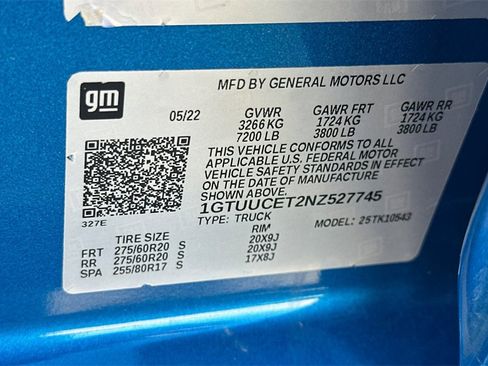 gm
MFD BY GENERAL MOTORS LLC
05/22 GVWR GAWR FRT GAWR RR
3266 KG 1724 KG 1724 KG
7200 LB 3800 LB 3800 LB
THIS VEHICLE CONFORMS TO ALL
APPLICABLE U.S. FEDERAL MOTOR
VEHICLE SAFETY STANDARDS IN EFFECT
ON THE DATE OF MANUFACTURE SHOWN ABOVE.
1GTUUCET2NZ527745
327E TYPE: TRUCK MODEL: 25TK10543
TIRE SIZE RIM
FRT 275/60R20 S 20X9J
RR 275/60R20 S 20X9J
SPA 255/80R17 S 17X8J